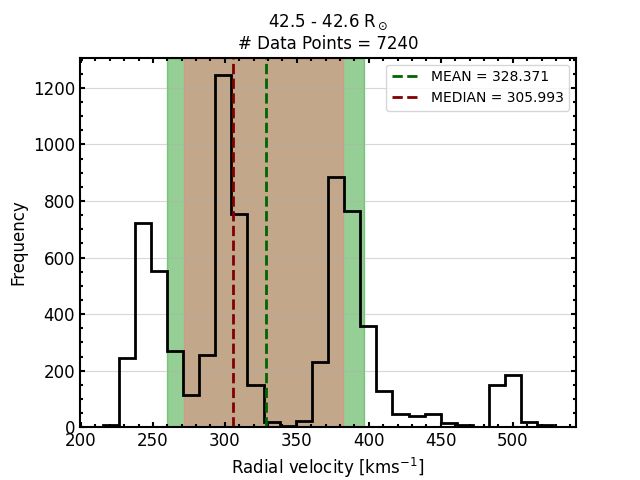 42.5 - 42.6 R⊙
# Data Points = 7240
MEAN = 328.371
MEDIAN = 305.993
Frequency
1200
1000
800
600
400
200
0
200 250 300 350 400 450 500
Radial velocity [kms⁻¹]